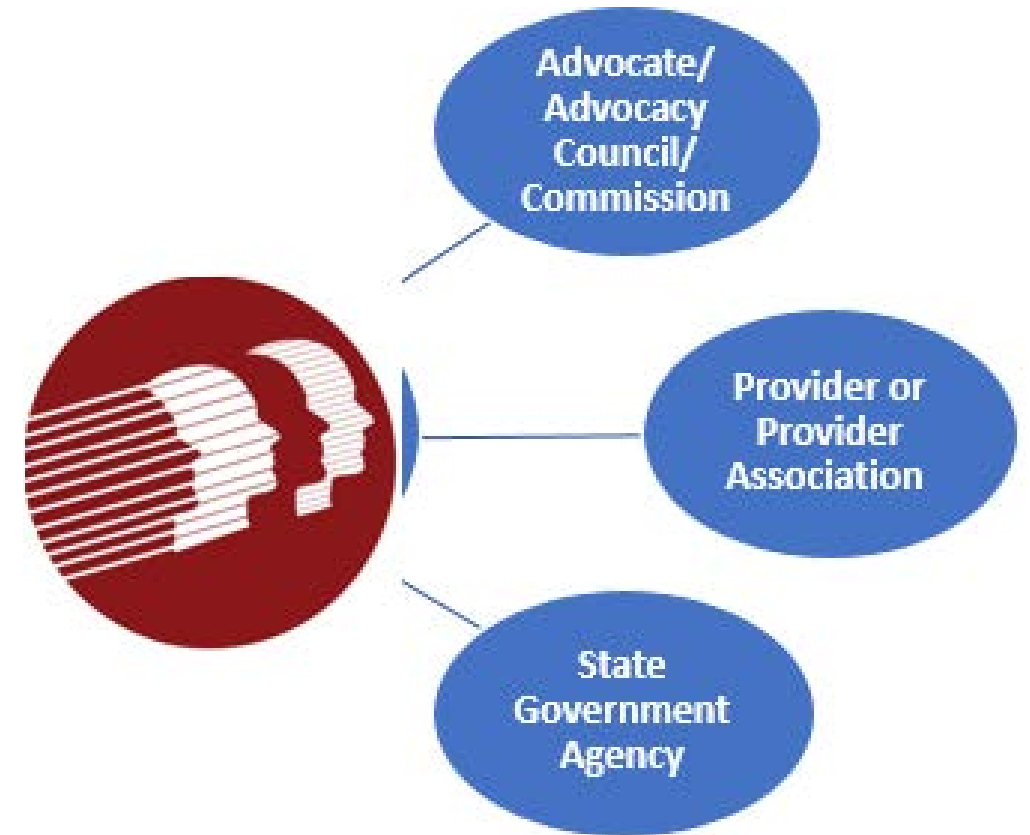 Advocate/
Advocacy
Council/
Commission
Provider or
Provider
Association
State
Government
Agency